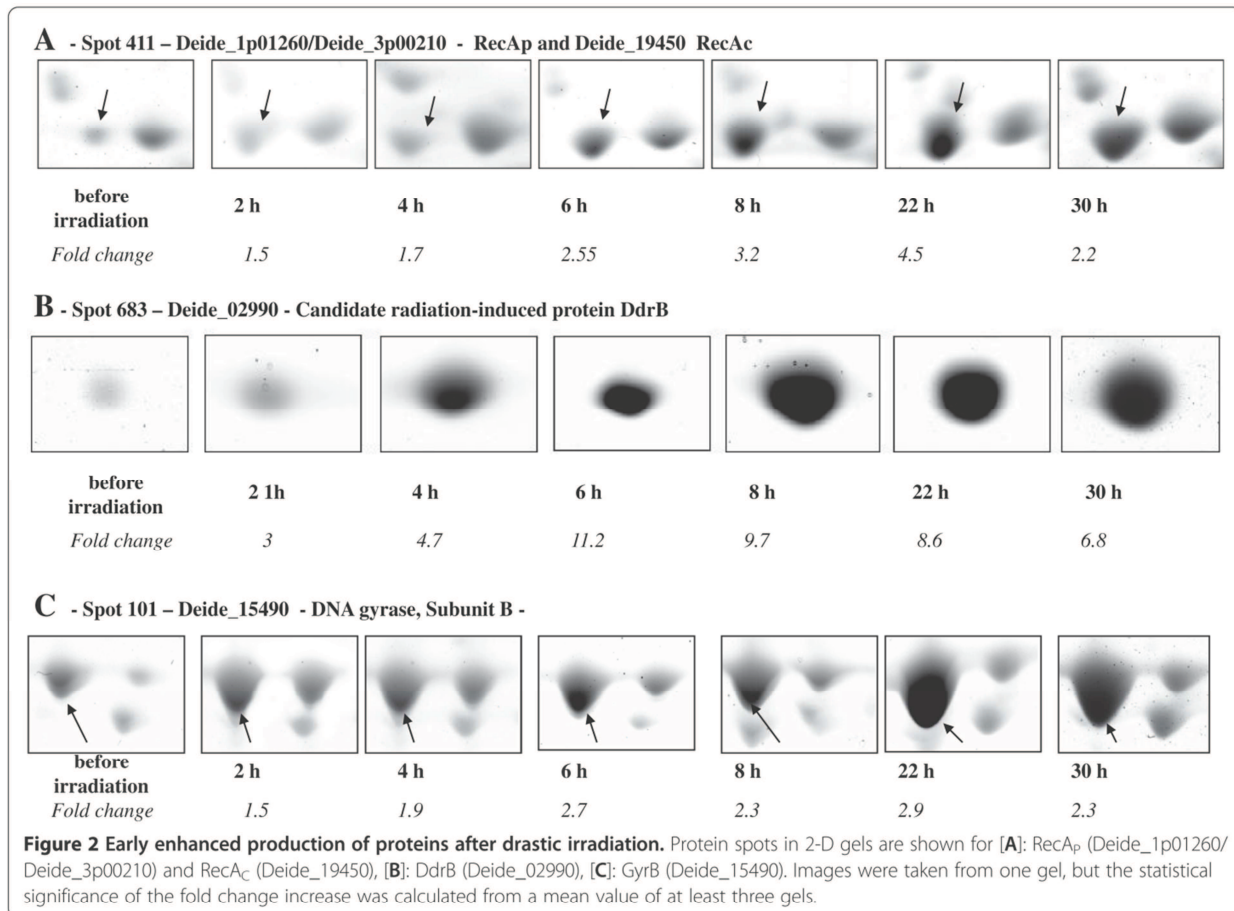 A - Spot 411 – Deide_1p01260/Deide_3p00210 - RecAp and Deide_19450 RecAc
before irradiation 2 h 4 h 6 h 8 h 22 h 30 h
Fold change 1.5 1.7 2.55 3.2 4.5 2.2
B - Spot 683 – Deide_02990 - Candidate radiation-induced protein DdrB
before irradiation 2 1h 4 h 6 h 8 h 22 h 30 h
Fold change 3 4.7 11.2 9.7 8.6 6.8
C - Spot 101 – Deide_15490 - DNA gyrase, Subunit B -
before irradiation 2 h 4 h 6 h 8 h 22 h 30 h
Fold change 1.5 1.9 2.7 2.3 2.9 2.3
Figure 2 Early enhanced production of proteins after drastic irradiation. Protein spots in 2-D gels are shown for [A]: RecAP (Deide_1p01260/
Deide_3p00210) and RecAC (Deide_19450), [B]: DdrB (Deide_02990), [C]: GyrB (Deide_15490). Images were taken from one gel, but the statistical
significance of the fold change increase was calculated from a mean value of at least three gels.